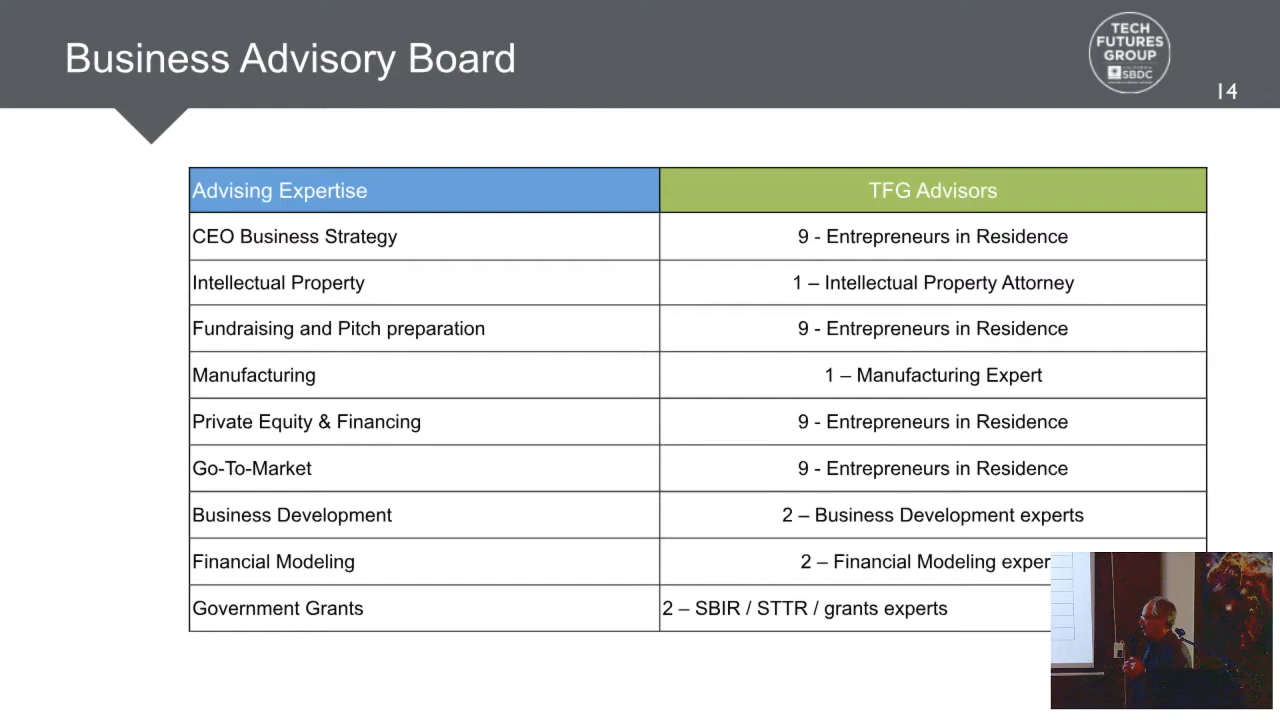 Business Advisory Board
TECH
FUTURES
GROUP
SBDC
14
Advising Expertise
TFG Advisors
CEO Business Strategy
9 - Entrepreneurs in Residence
Intellectual Property
1 – Intellectual Property Attorney
Fundraising and Pitch preparation
9 - Entrepreneurs in Residence
Manufacturing
1 – Manufacturing Expert
Private Equity & Financing
9 - Entrepreneurs in Residence
Go-To-Market
9 - Entrepreneurs in Residence
Business Development
2 – Business Development experts
Financial Modeling
2 – Financial Modeling exper
Government Grants
2 – SBIR / STTR / grants experts